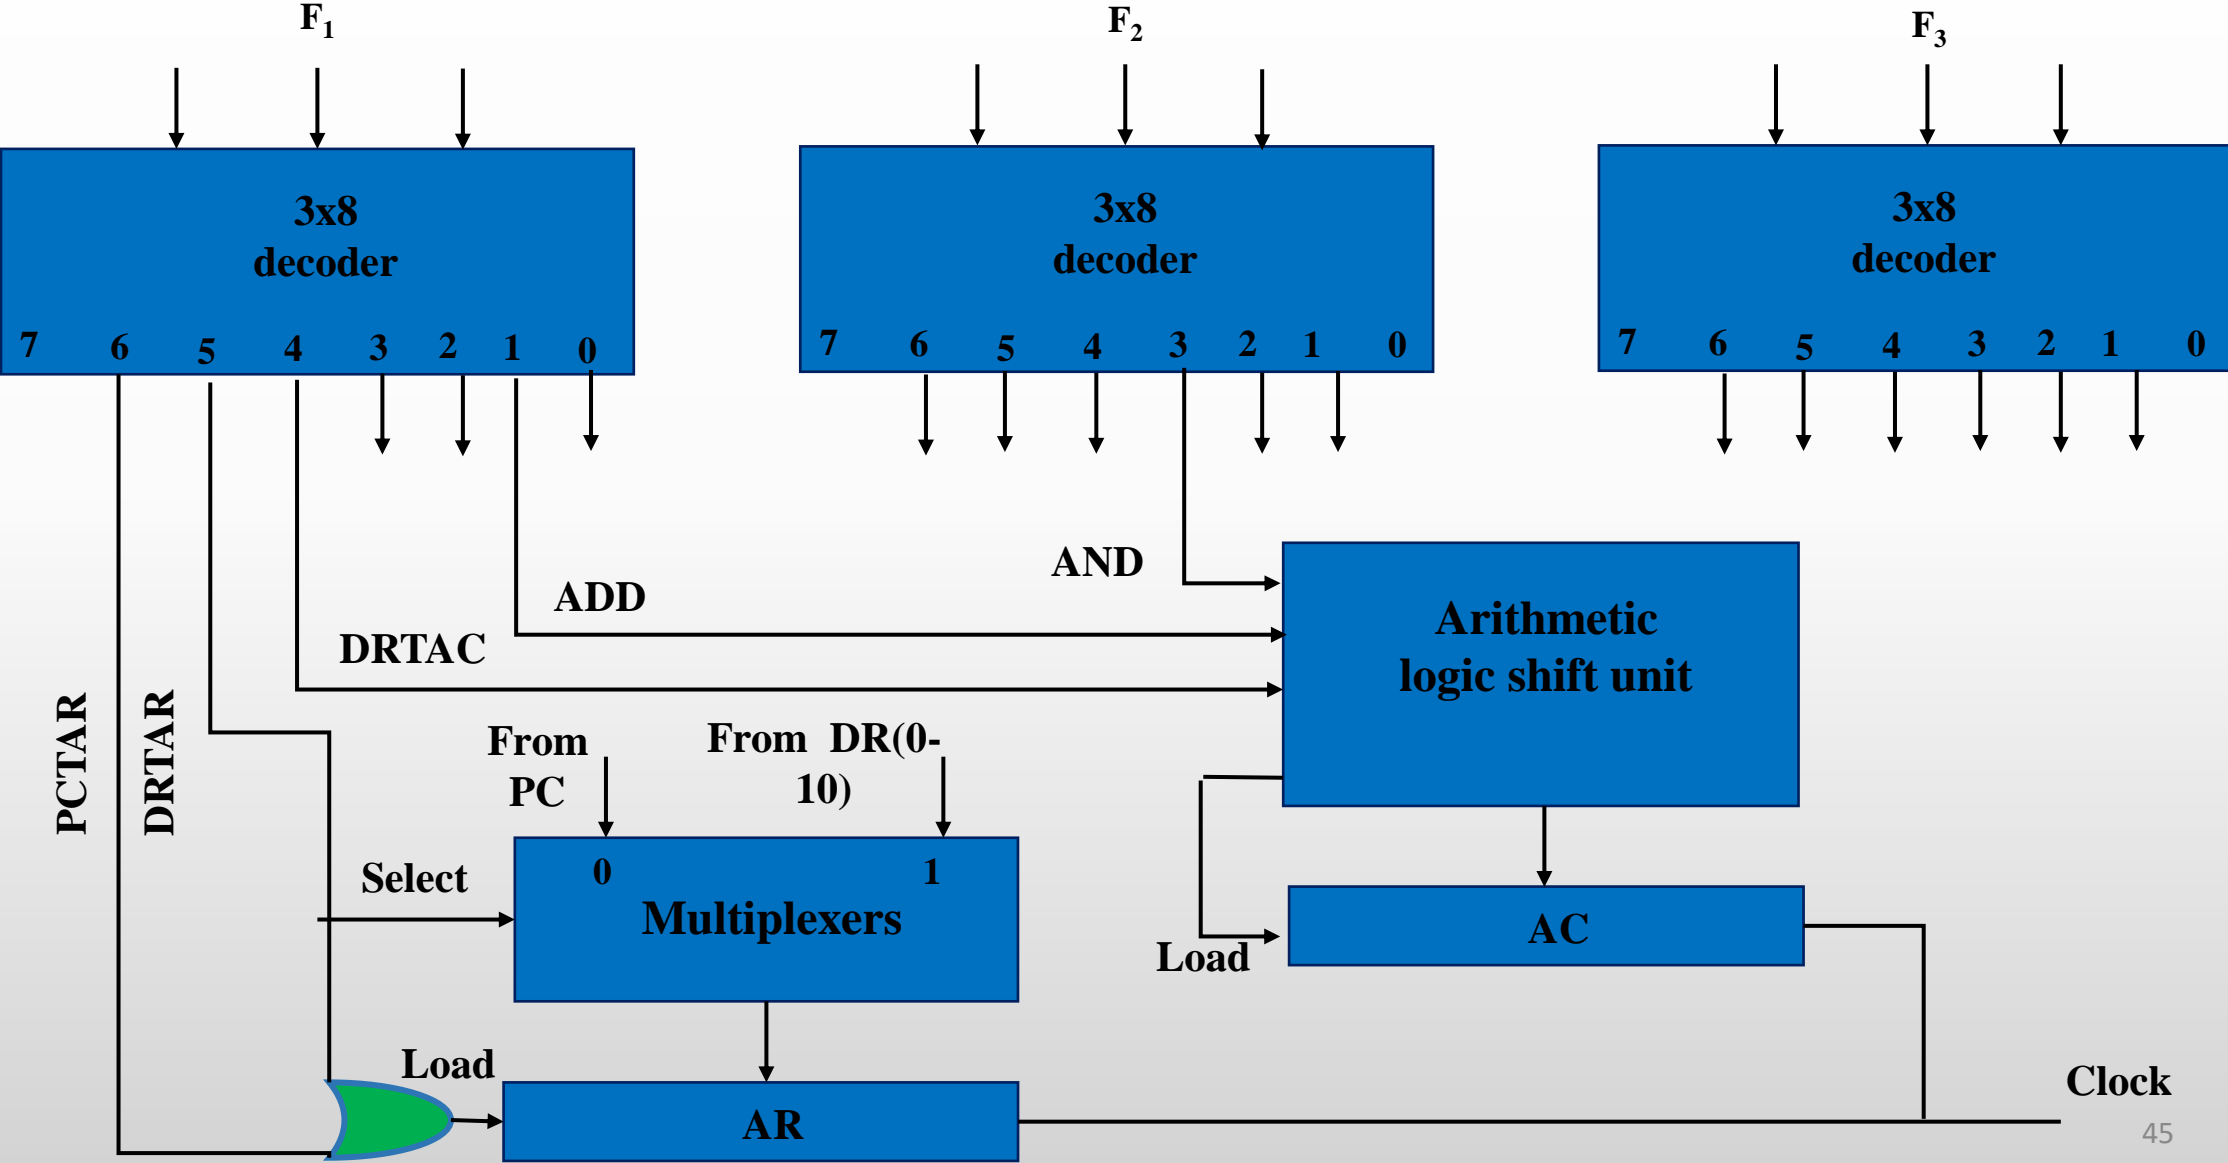 F1
F2
F3
3x8
decoder
7 6 5 4 3 2 1 0
3x8
decoder
7 6 5 4 3 2 1 0
3x8
decoder
7 6 5 4 3 2 1 0
AND
ADD
DRTAC
PCTAR
DRTAR
Arithmetic
logic shift unit
From
PC
From DR(0-
10)
Select
0 1
Multiplexers
Load
AC
Load
AR
Clock
45